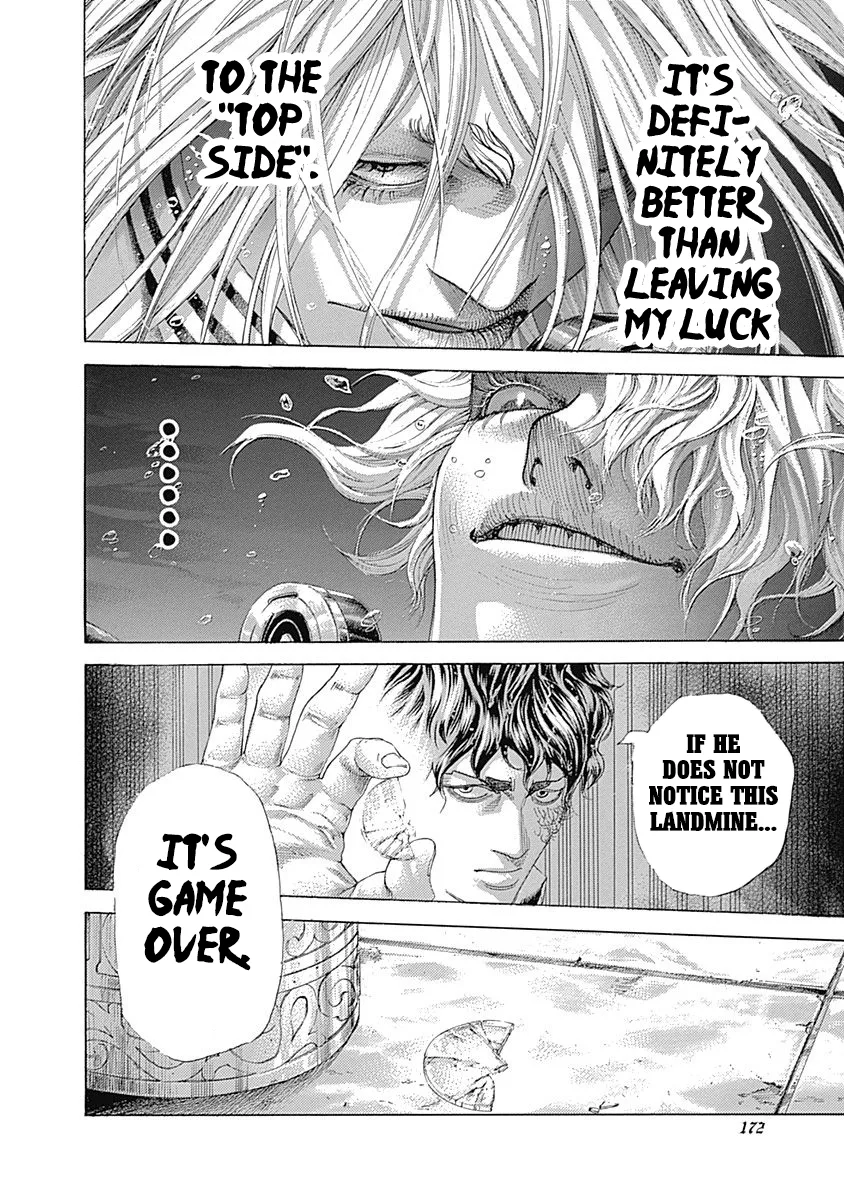 IT'S
DEFI-
NITELY
BETTER
THAN
LEAVING
MY LUCK
TO THE
"TOP
SIDE".
......
IF HE
DOES NOT
NOTICE THIS
LANDMINE...
IT'S
GAME
OVER.
172